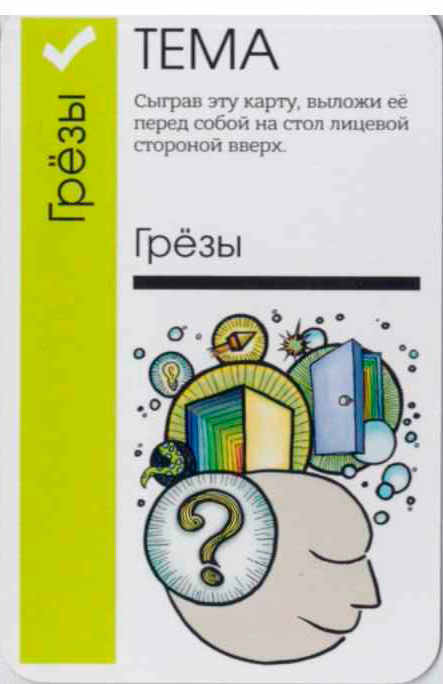 Грёзы
ТЕМА
Сыграв эту карту, выложи её
перед собой на стол лицевой
стороной вверх.
Грёзы
?